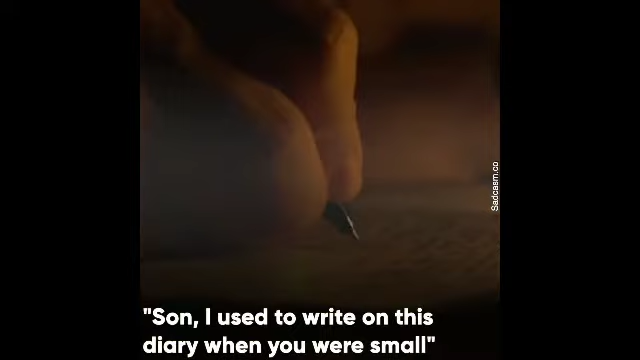 Sadcasm.co
"Son, I used to write on this
diary when you were small"